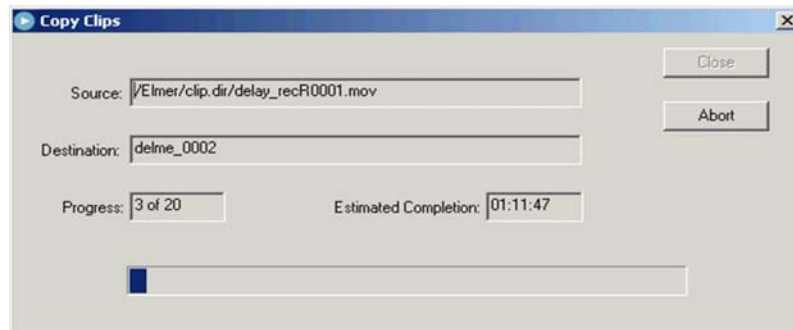 Copy Clips
Close
Source: /Elmer/clip.dir/delay_recR0001.mov
Abort
Destination: delme_0002
Progress: 3 of 20 Estimated Completion: 01:11:47